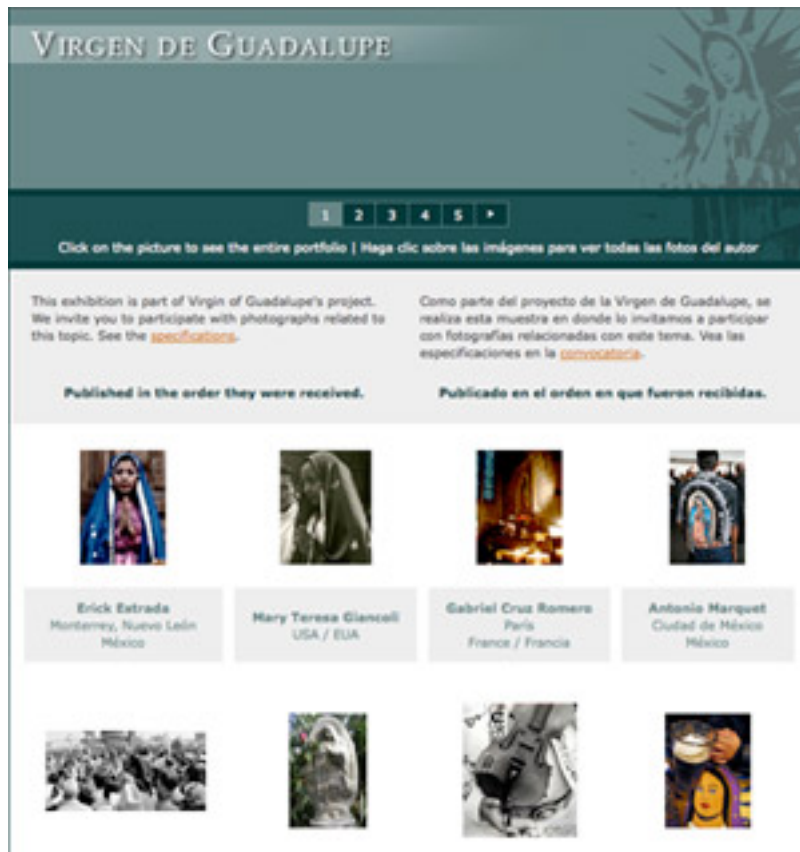 VIRGEN DE GUADALUPE
1 2 3 4 5
Click on the picture to see the entire portfolio | Haga clic sobre las imágenes para ver todas las fotos del autor
This exhibition is part of Virgin of Guadalupe's project.
We invite you to participate with photographs related to
this topic. See the specifications.
Published in the order they were received.
Como parte del proyecto de la Virgen de Guadalupe, se
realiza esta muestra en donde lo invitamos a participar
con fotografías relacionadas con este tema. Vea las
especificaciones en la convocatoria.
Publicado en el orden en que fueron recibidas.
Erick Estrada
Monterrey, Nuevo León
México
Mary Teresa Giancoli
USA / EUA
Gabriel Cruz Romero
París
France / Francia
Antonio Marquet
Ciudad de México
México